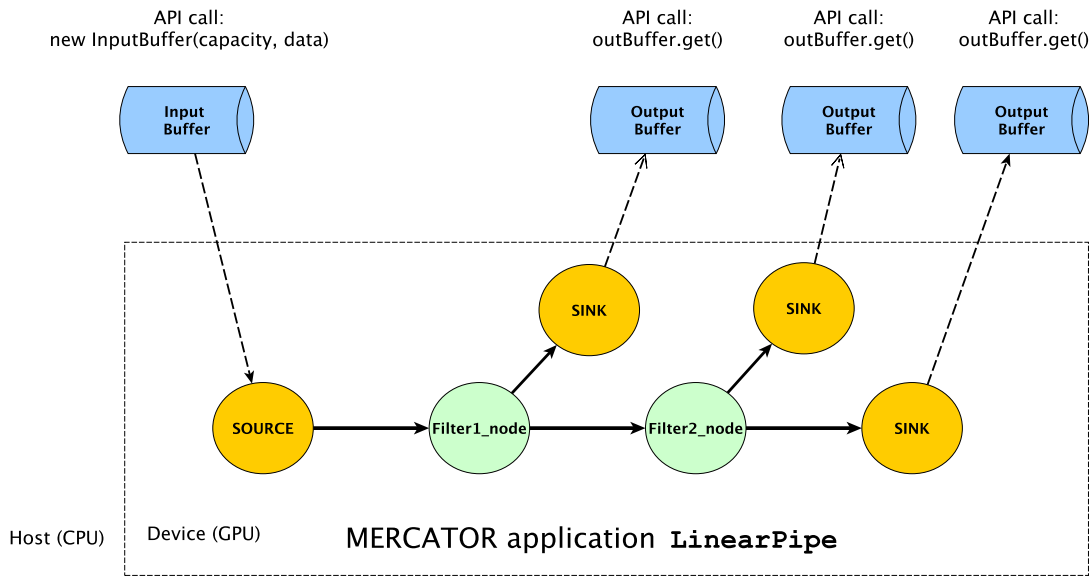 API call:
new InputBuffer(capacity, data)
API call:
outBuffer.get()
API call:
outBuffer.get()
API call:
outBuffer.get()
Input
Buffer
Output
Buffer
Output
Buffer
Output
Buffer
SINK
SINK
SOURCE
Filter1_node
Filter2_node
SINK
Host (CPU)
Device (GPU)
MERCATOR application LinearPipe